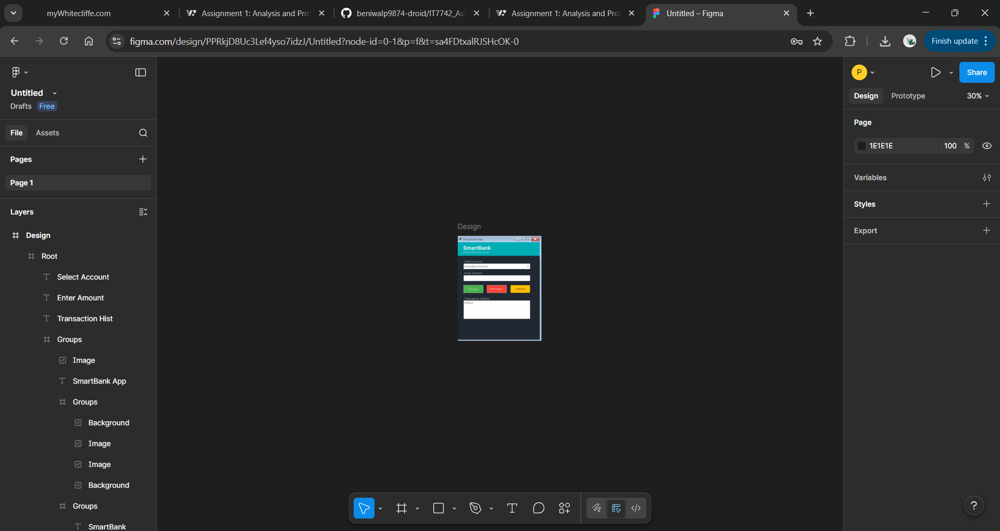 myWhitecliffe.com
Assignment 1: Analysis and Pro
beniwalp9874-droid/IT7742_As
Assignment 1: Analysis and Pro
Untitled – Figma
figma.com/design/PPRkjD8Uc3Lef4yso7idzJ/Untitled?node-id=0-1&p=f&t=sa4FDtxalRJSHcOK-0
Finish update
Untitled
Drafts Free
File Assets
Pages
Page 1
Layers
Design
Root
Select Account
Enter Amount
Transaction Hist
Groups
Image
SmartBank App
Groups
Background
Image
Image
Background
Groups
SmartBank
Design
SmartBank App
SmartBank
Modern Banking System
Select Account
Everyday Account
Enter Amount
Deposit Withdraw Interest
Transaction History
P
Share
Design Prototype 30%
Page
1E1E1E 100 %
Variables
Styles
Export
?